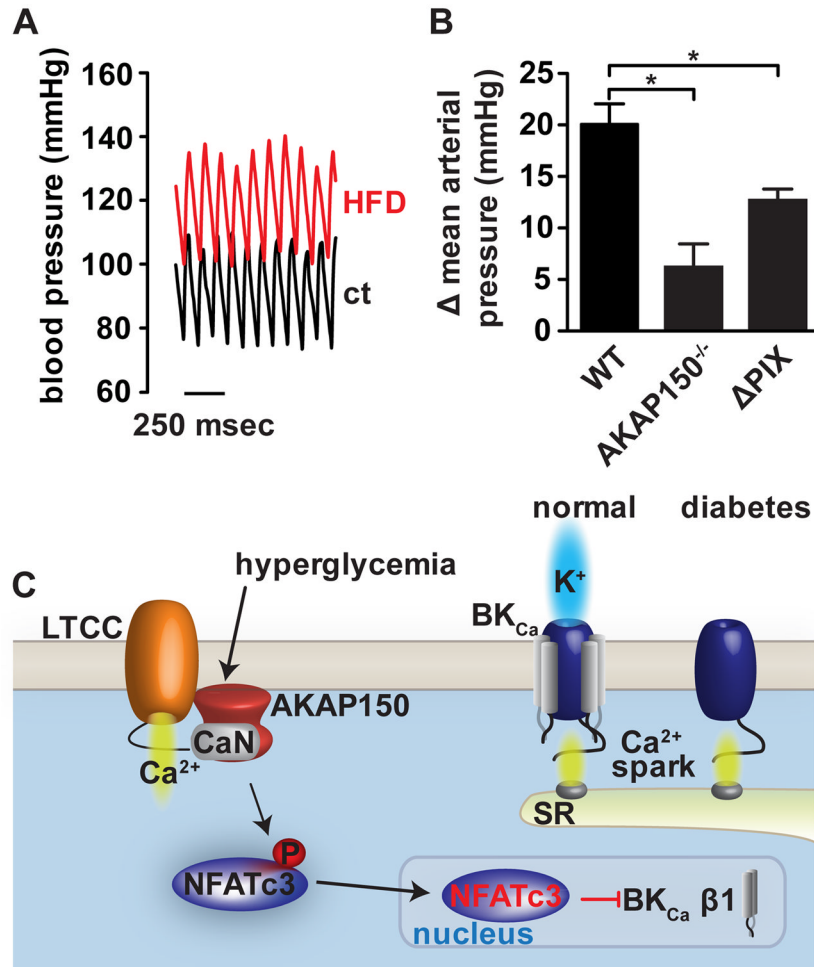 A
blood pressure (mmHg)
160
140
120
100
80
60
HFD
ct
250 msec
B
Δ mean arterial
pressure (mmHg)
25
20
15
10
5
0
*
*
WT
AKAP150-/-
ΔPIX
C
normal
diabetes
hyperglycemia
K+
LTCC
BKCa
AKAP150
CaN
Ca2+
Ca2+
spark
SR
P
NFATc3
NFATc3
BKCa β1
nucleus